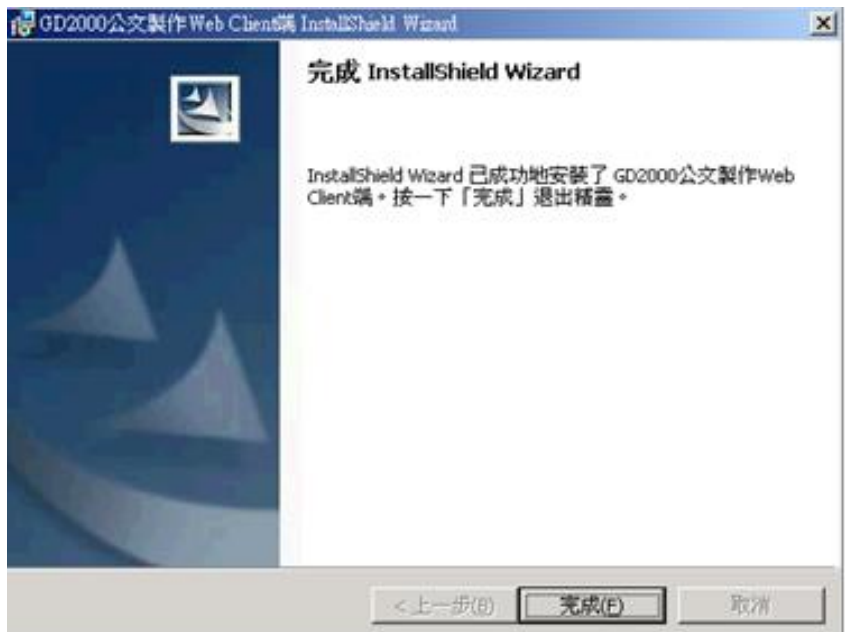 GD2000公文製作Web Client端 InstallShield Wizard
完成 InstallShield Wizard
InstallShield Wizard 已成功地安裝了 GD2000公文製作Web
Client端。按一下「完成」退出精靈。
<上一步(B)
完成(F)
取消